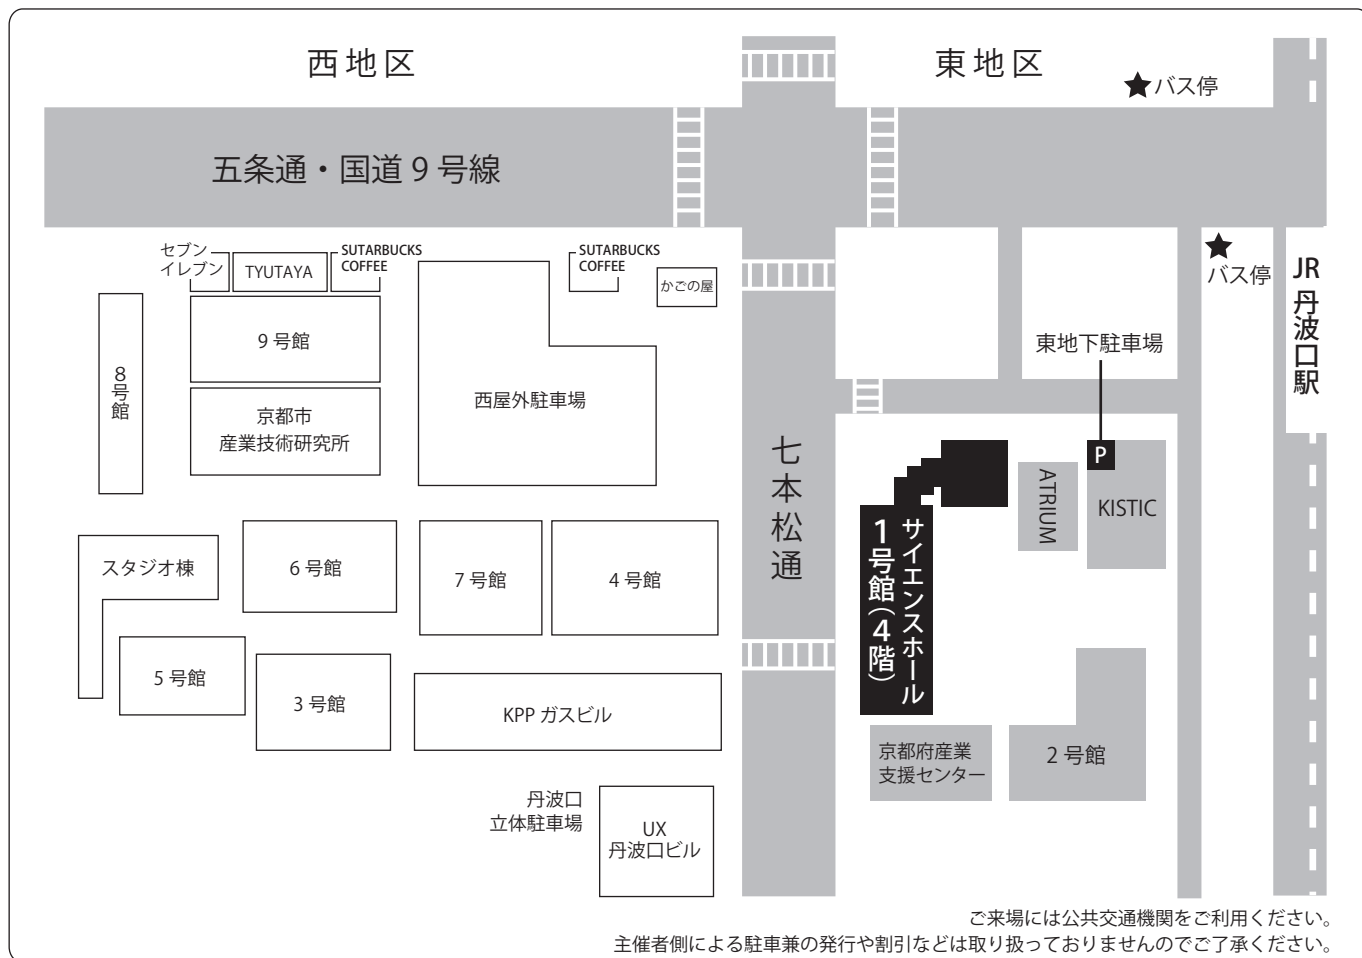 西地区
東地区
★バス停
五条通・国道9号線
セブン
イレブン
TYUTAYA
SUTARBUCKS
COFFEE
SUTARBUCKS
COFFEE
かごの屋
★
バス停
JR丹波口駅
8号館
9号館
京都市
産業技術研究所
西屋外駐車場
東地下駐車場
七本松通
P
ATRIUM
KISTIC
サイエンスホール
1号館(4階)
スタジオ棟
6号館
7号館
4号館
5号館
3号館
KPPガスビル
京都府産業
支援センター
2号館
丹波口
立体駐車場
UX
丹波口ビル
ご来場には公共交通機関をご利用ください。
主催者側による駐車兼の発行や割引などは取り扱っておりませんのでご了承ください。